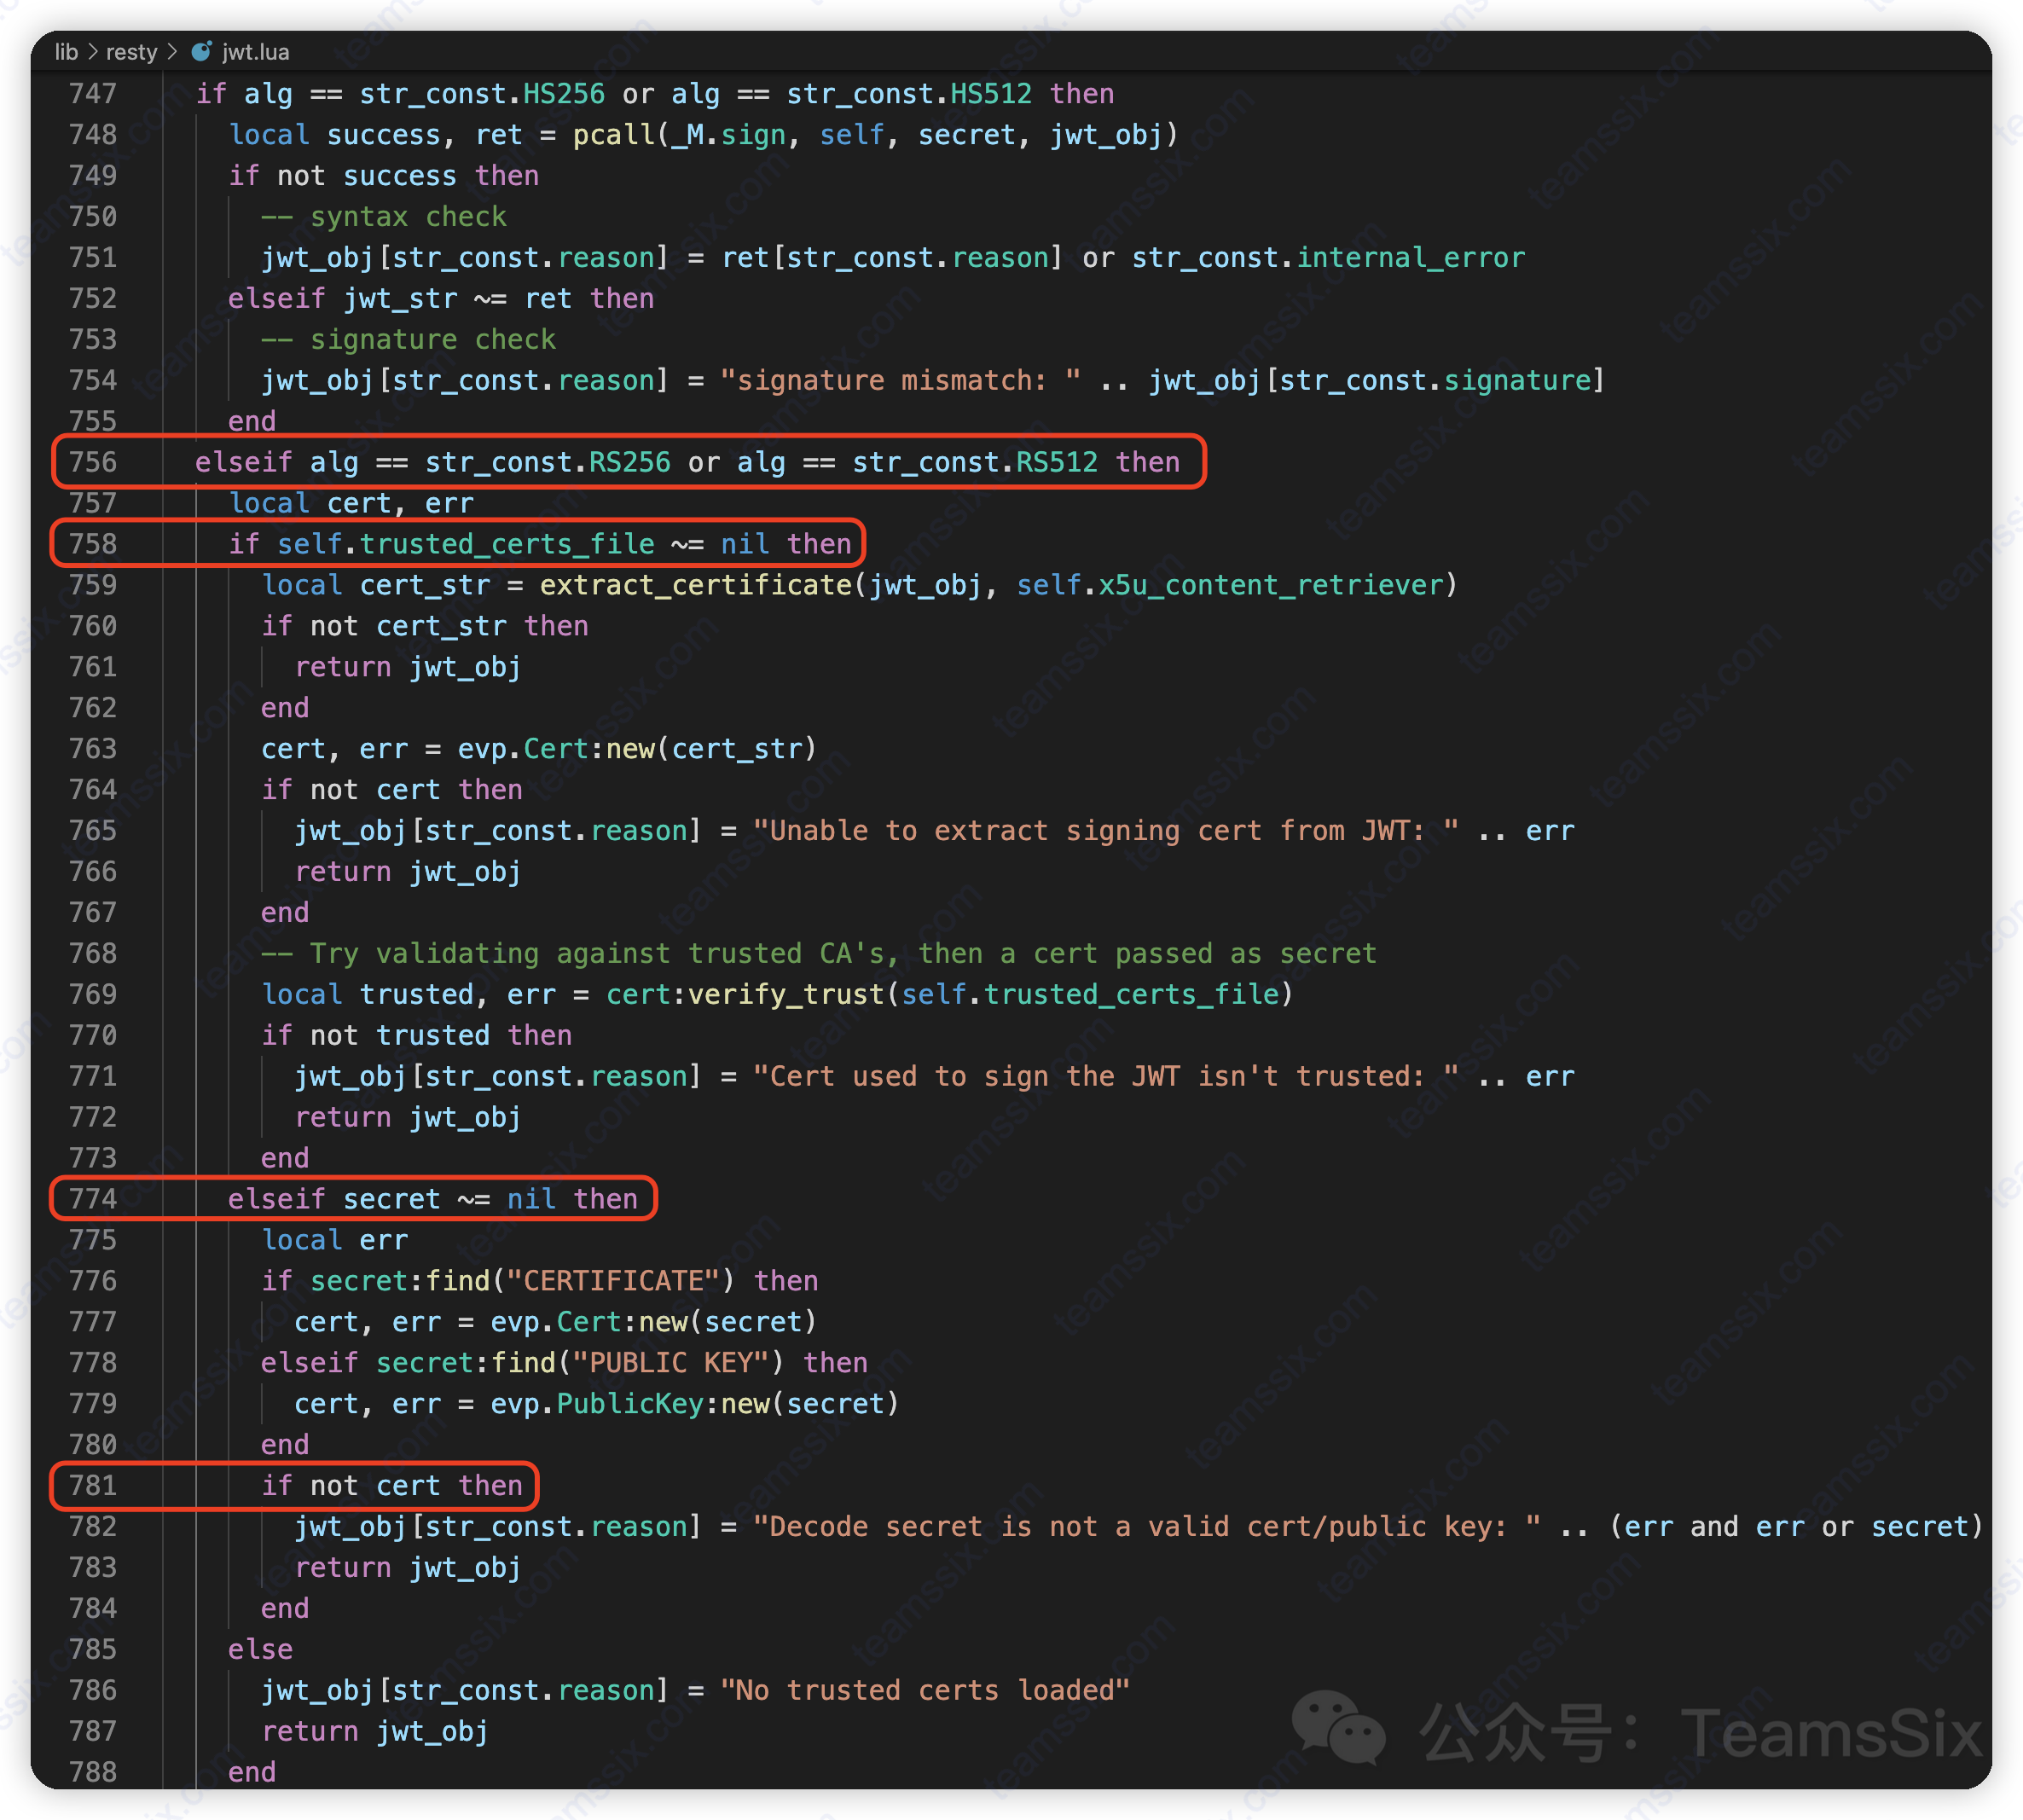 lib > resty > jwt.lua
747 if alg == str_const.HS256 or alg == str_const.HS512 then
748 local success, ret = pcall(_M.sign, self, secret, jwt_obj)
749 if not success then
750 -- syntax check
751 jwt_obj[str_const.reason] = ret[str_const.reason] or str_const.internal_error
752 elseif jwt_str ~= ret then
753 -- signature check
754 jwt_obj[str_const.reason] = "signature mismatch: " .. jwt_obj[str_const.signature]
755 end
756 elseif alg == str_const.RS256 or alg == str_const.RS512 then
757 local cert, err
758 if self.trusted_certs_file ~= nil then
759 local cert_str = extract_certificate(jwt_obj, self.x5u_content_retriever)
760 if not cert_str then
761 return jwt_obj
762 end
763 cert, err = evp.Cert:new(cert_str)
764 if not cert then
765 jwt_obj[str_const.reason] = "Unable to extract signing cert from JWT: " .. err
766 return jwt_obj
767 end
768 -- Try validating against trusted CA's, then a cert passed as secret
769 local trusted, err = cert:verify_trust(self.trusted_certs_file)
770 if not trusted then
771 jwt_obj[str_const.reason] = "Cert used to sign the JWT isn't trusted: " .. err
772 return jwt_obj
773 end
774 elseif secret ~= nil then
775 local err
776 if secret:find("CERTIFICATE") then
777 cert, err = evp.Cert:new(secret)
778 elseif secret:find("PUBLIC KEY") then
779 cert, err = evp.PublicKey:new(secret)
780 end
781 if not cert then
782 jwt_obj[str_const.reason] = "Decode secret is not a valid cert/public key: " .. (err and err or secret)
783 return jwt_obj
784 end
785 else
786 jwt_obj[str_const.reason] = "No trusted certs loaded"
787 return jwt_obj
788 end
公众号：TeamsSix
teamssix.com